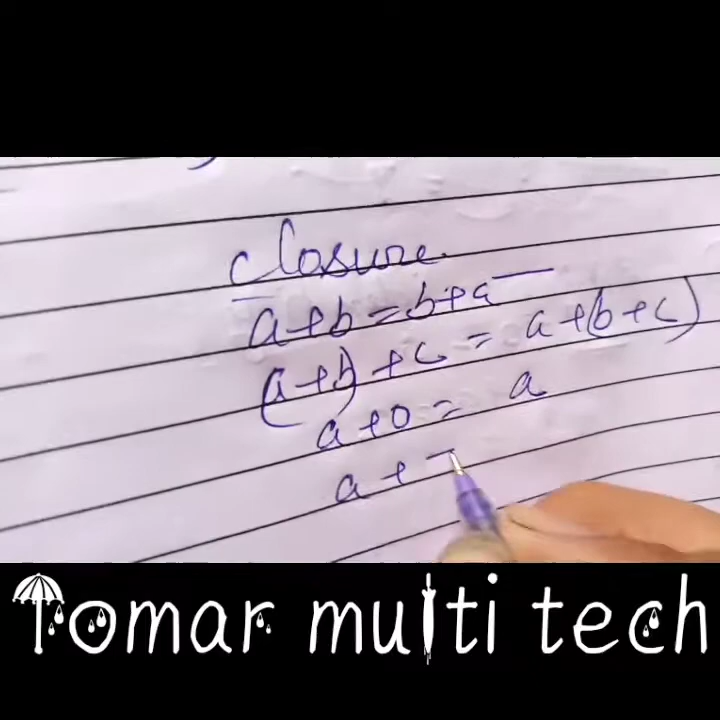 closure.
a+b=b+a
(a+b)+c = a+(b+c)
a+0 = a
a+ -
Tomar multi tech